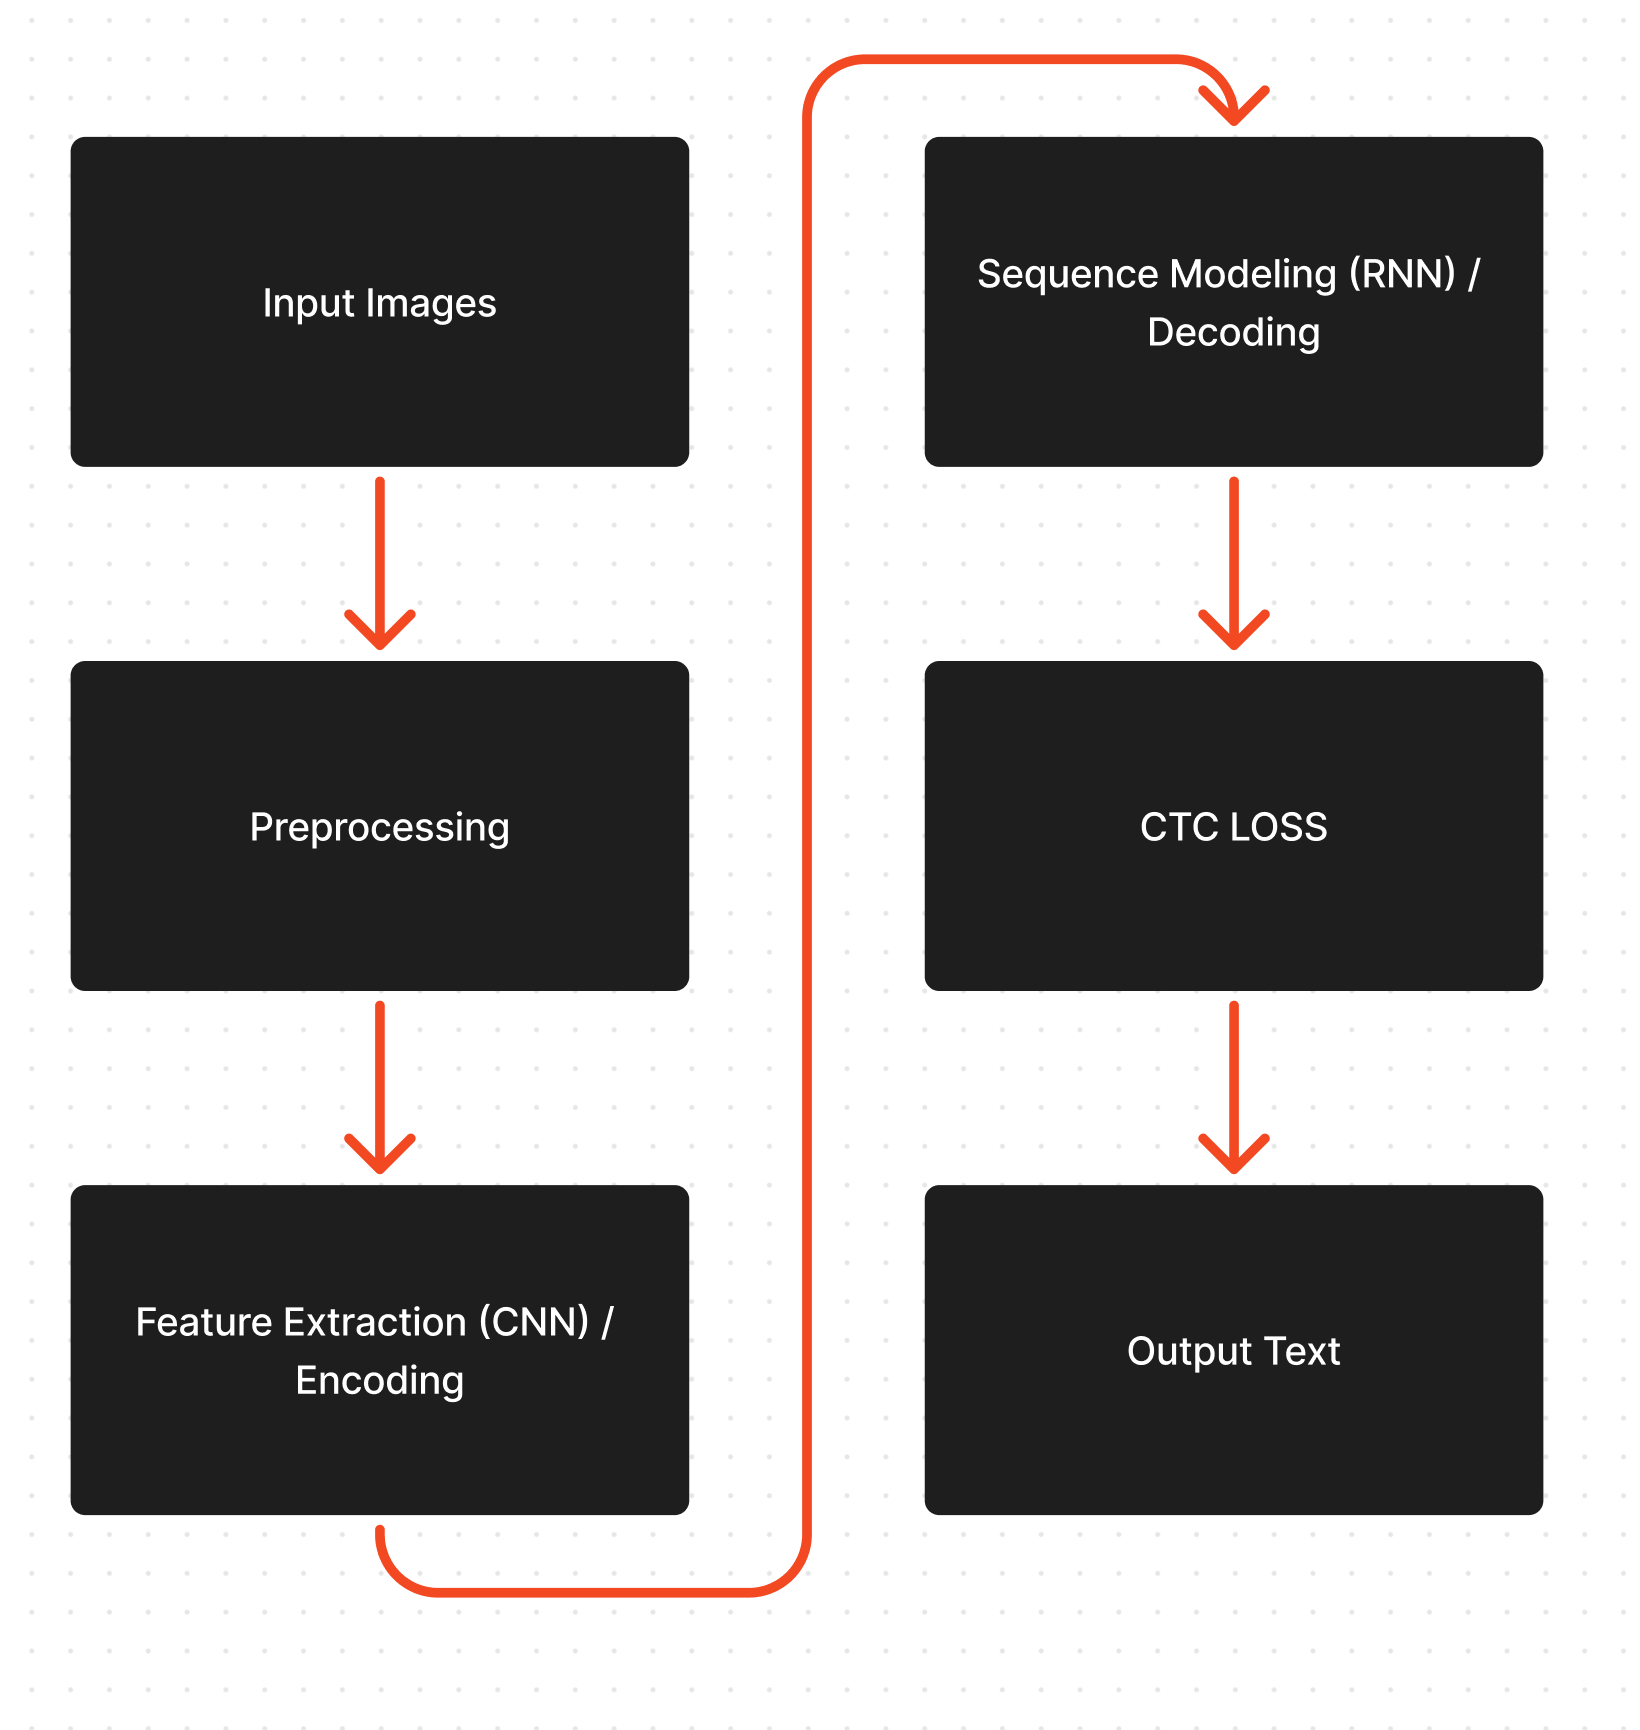 Input Images
Preprocessing
Feature Extraction (CNN) /
Encoding
Sequence Modeling (RNN) /
Decoding
CTC LOSS
Output Text